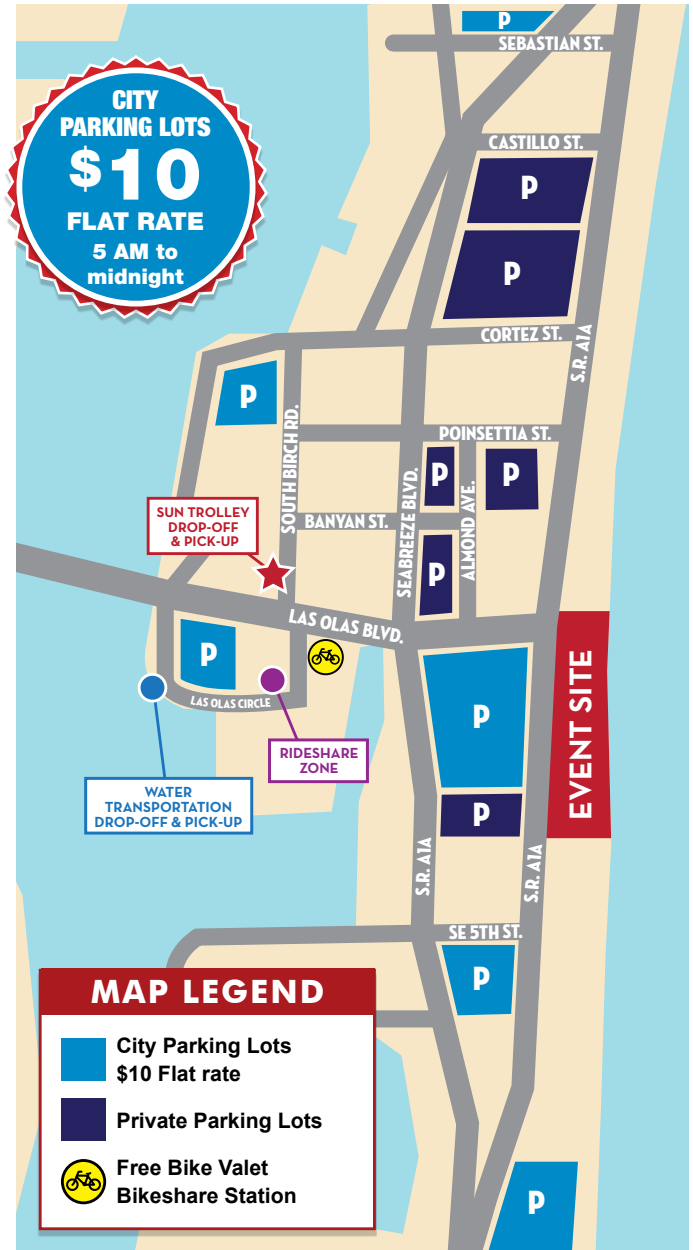 P
SEBASTIAN ST.
CITY
PARKING LOTS
$10
FLAT RATE
5 AM to
midnight
CASTILLO ST.
P
P
CORTEZ ST.
S.R. A1A
P
SOUTH BIRCH RD.
POINSETTIA ST.
SEABREEZE BLVD.
P
P
ALMOND AVE.
BANYAN ST.
SUN TROLLEY
DROP-OFF
& PICK-UP
P
LAS OLAS BLVD.
P
LAS OLAS CIRCLE
RIDESHARE
ZONE
WATER
TRANSPORTATION
DROP-OFF & PICK-UP
P
EVENT SITE
P
S.R. A1A
S.R. A1A
SE 5TH ST.
P
MAP LEGEND
City Parking Lots
$10 Flat rate
Private Parking Lots
Free Bike Valet
Bikeshare Station
P